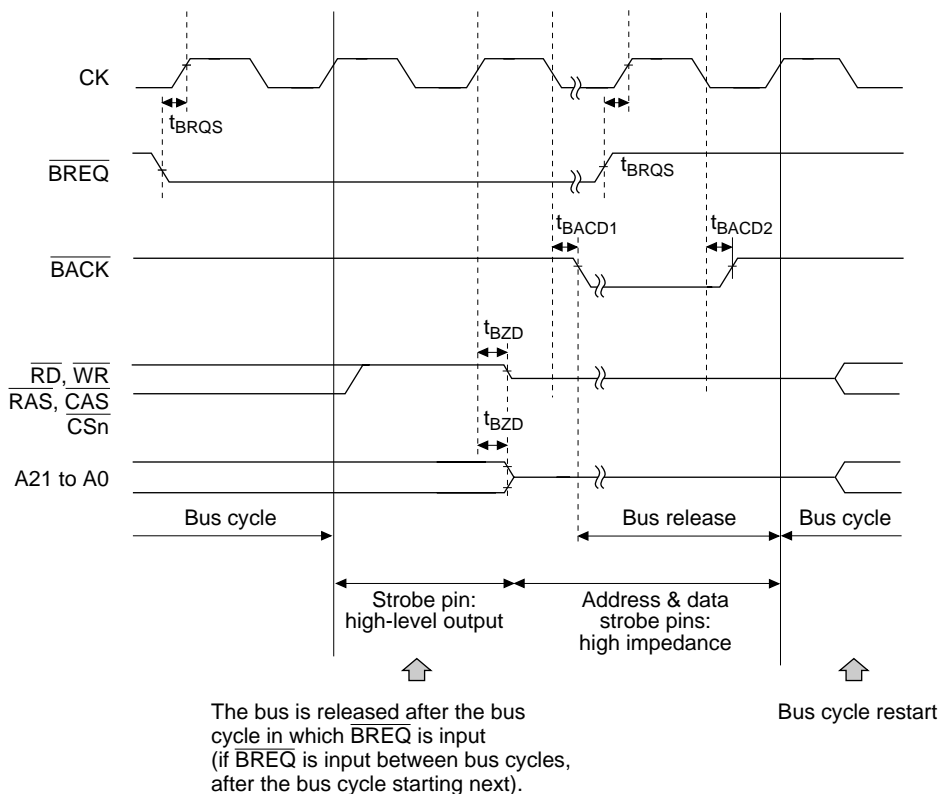 CK
tBRQS
BREQ
tBRQS
tBACD1
tBACD2
BACK
tBZD
RD, WR
RAS, CAS
CSn
tBZD
A21 to A0
Bus cycle
Bus release
Bus cycle
Strobe pin:
high-level output
Address & data
strobe pins:
high impedance
The bus is released after the bus
cycle in which BREQ is input
(if BREQ is input between bus cycles,
after the bus cycle starting next).
Bus cycle restart